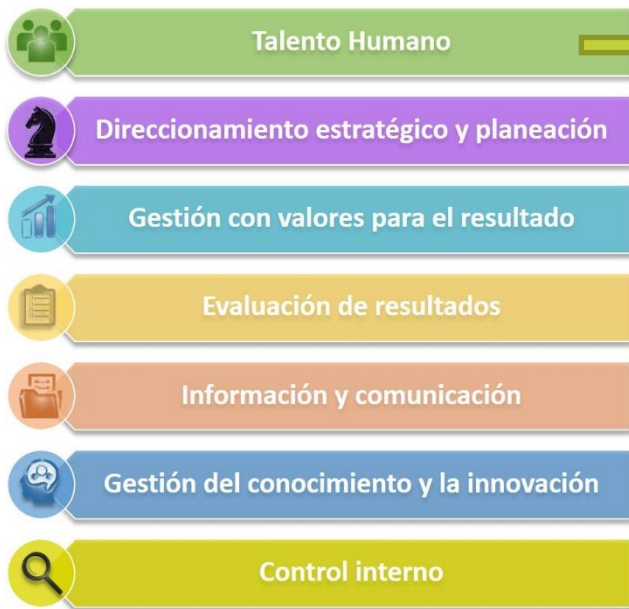 Talento Humano
Direccionamiento estratégico y planeación
Gestión con valores para el resultado
Evaluación de resultados
Información y comunicación
Gestión del conocimiento y la innovación
Control interno